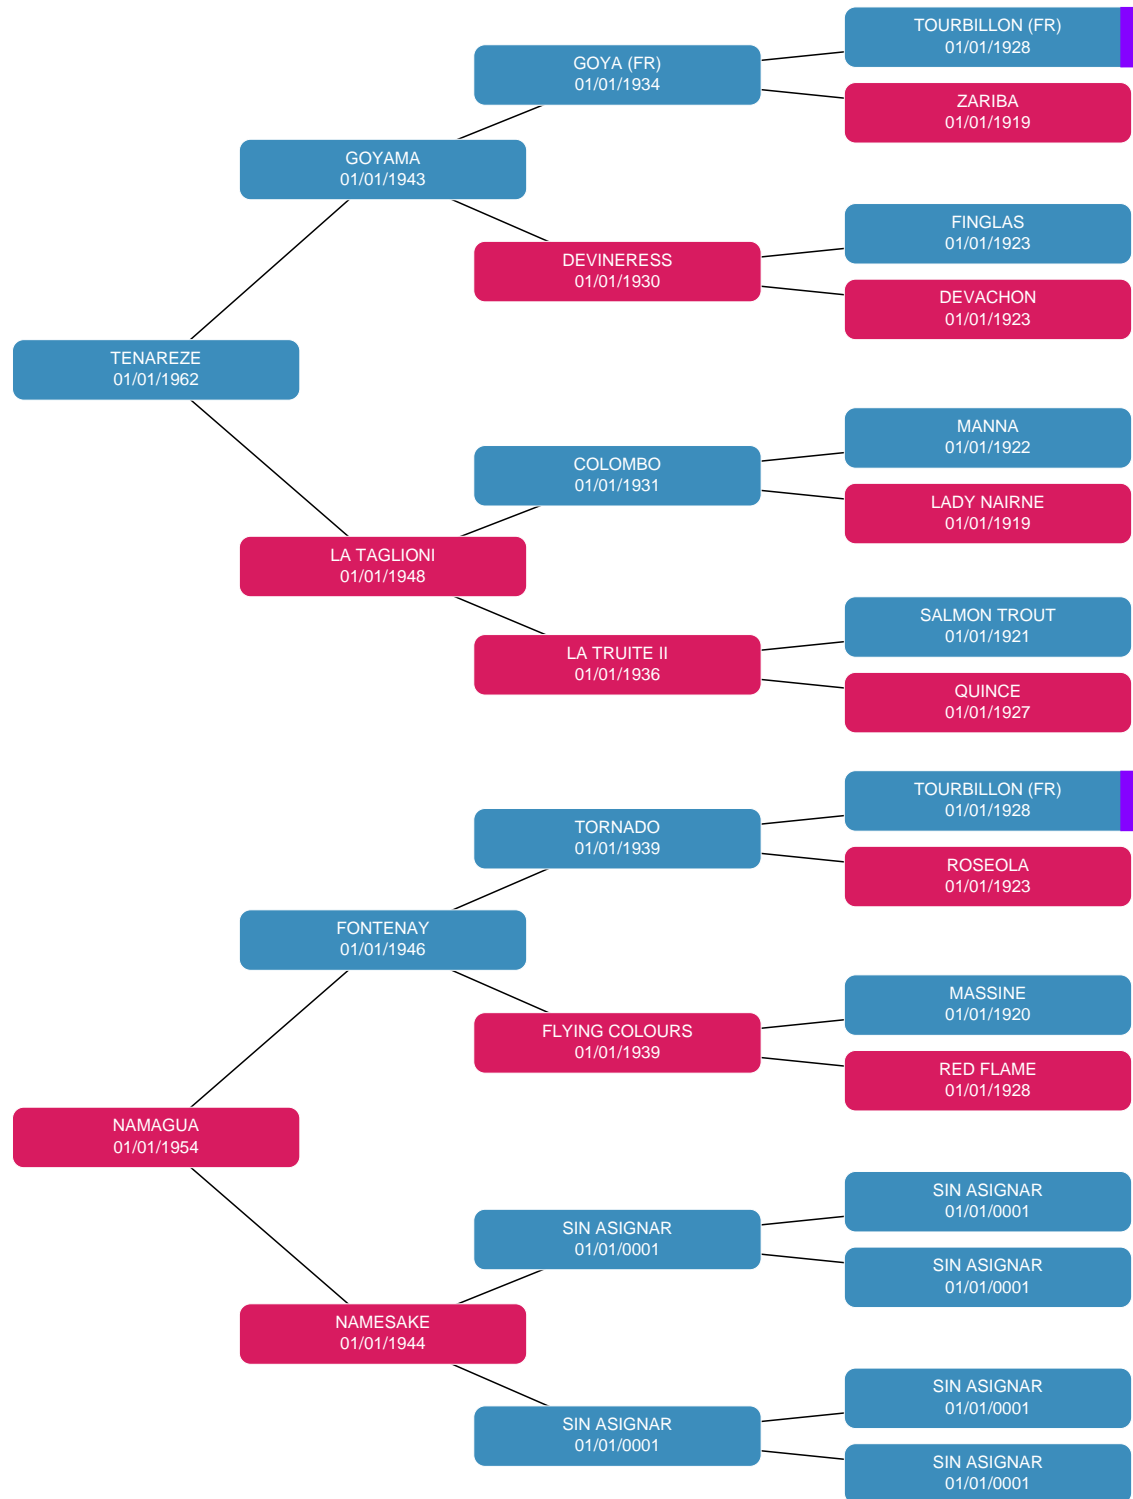 TOURBILLON (FR)
01/01/1928
GOYA (FR)
01/01/1934
ZARIBA
01/01/1919
GOYAMA
01/01/1943
FINGLAS
01/01/1923
DEVINERESS
01/01/1930
DEVACHON
01/01/1923
TENAREZE
01/01/1962
MANNA
01/01/1922
COLOMBO
01/01/1931
LADY NAIRNE
01/01/1919
LA TAGLIONI
01/01/1948
SALMON TROUT
01/01/1921
LA TRUITE II
01/01/1936
QUINCE
01/01/1927
TOURBILLON (FR)
01/01/1928
TORNADO
01/01/1939
ROSEOLA
01/01/1923
FONTENAY
01/01/1946
MASSINE
01/01/1920
FLYING COLOURS
01/01/1939
RED FLAME
01/01/1928
NAMAGUA
01/01/1954
SIN ASIGNAR
01/01/0001
SIN ASIGNAR
01/01/0001
SIN ASIGNAR
01/01/0001
NAMESAKE
01/01/1944
SIN ASIGNAR
01/01/0001
SIN ASIGNAR
01/01/0001
SIN ASIGNAR
01/01/0001